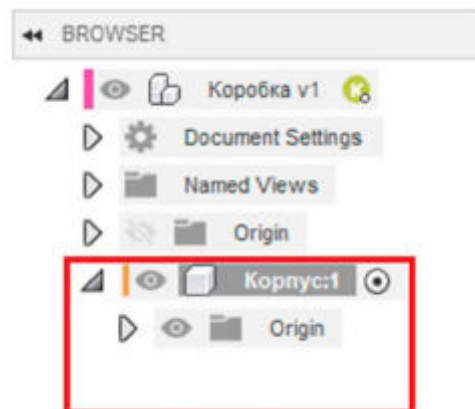 BROWSER
Коробка v1
Document Settings
Named Views
Origin
Корпус:1
Origin